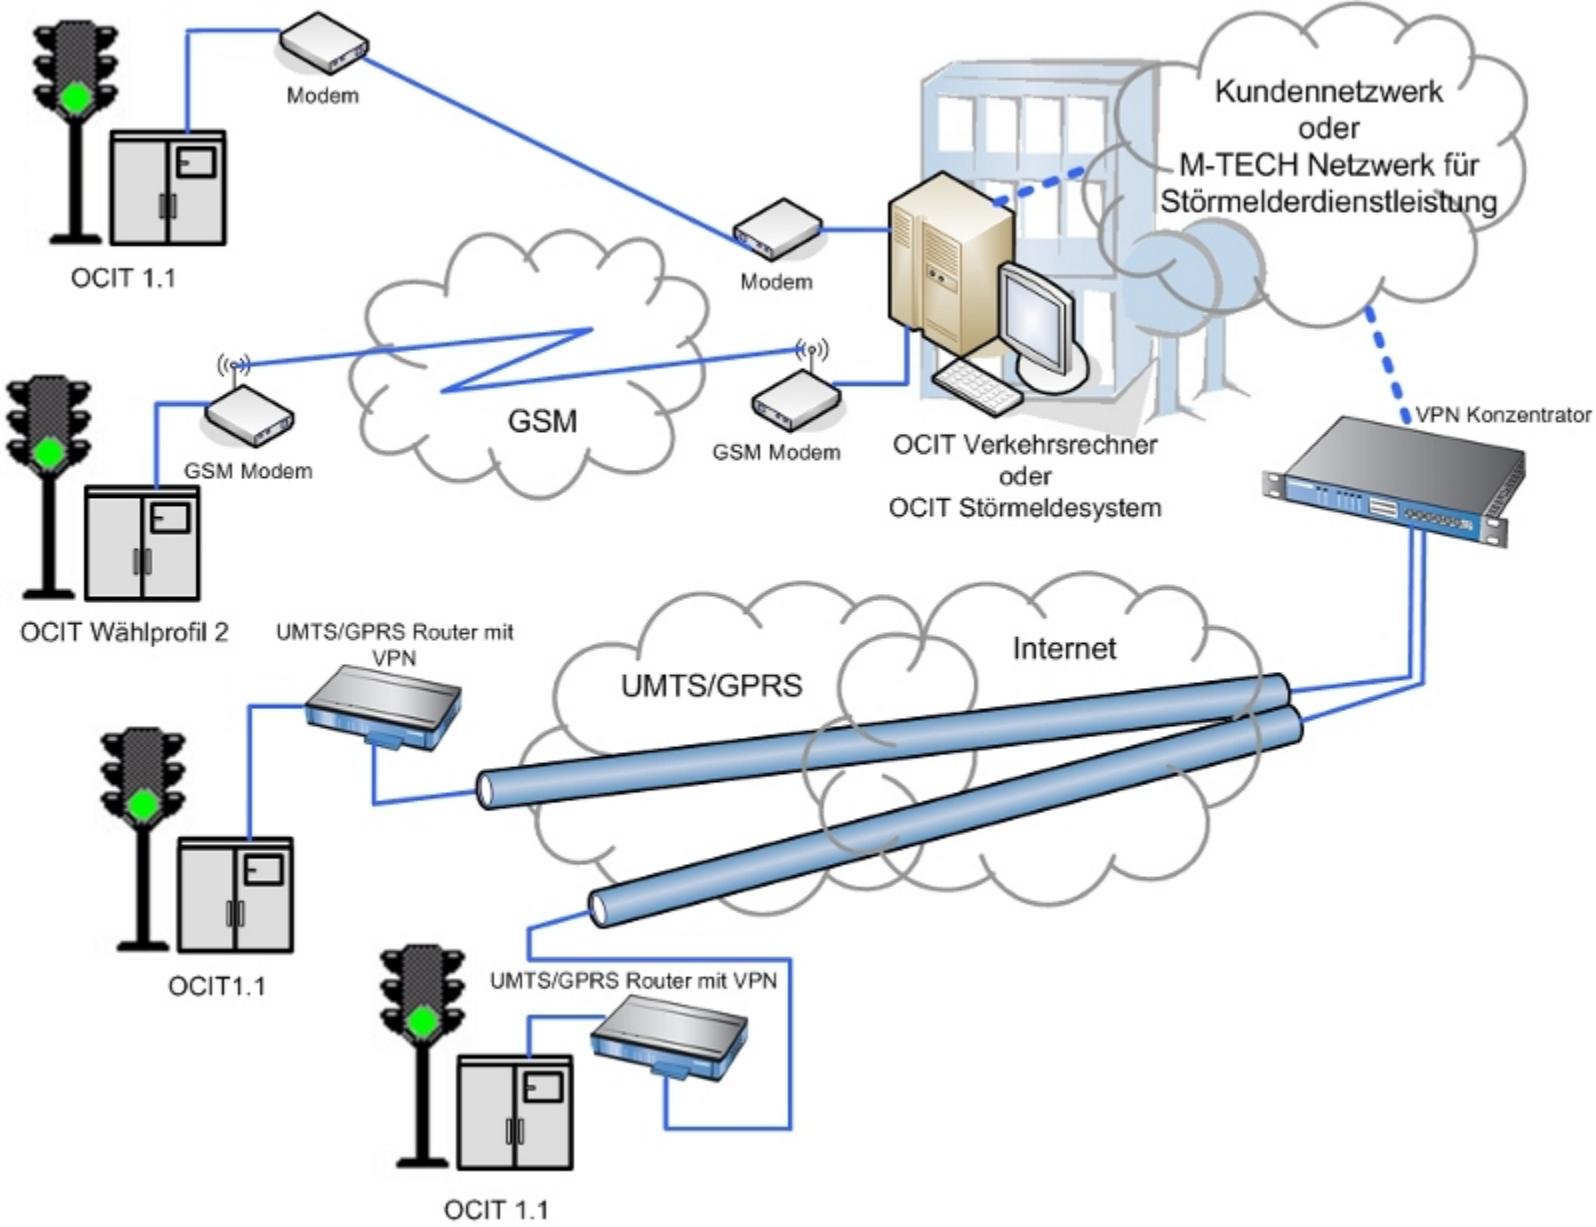 Modem
OCIT 1.1
Kundennetzwerk
oder
M-TECH Netzwerk für
Störmelderdienstleistung
Modem
GSM
GSM Modem
GSM Modem
OCIT Verkehrsrechner
oder
OCIT Störmeldesystem
VPN Konzentrator
OCIT Wählprofil 2
UMTS/GPRS Router mit
VPN
UMTS/GPRS
Internet
OCIT1.1
UMTS/GPRS Router mit VPN
OCIT 1.1